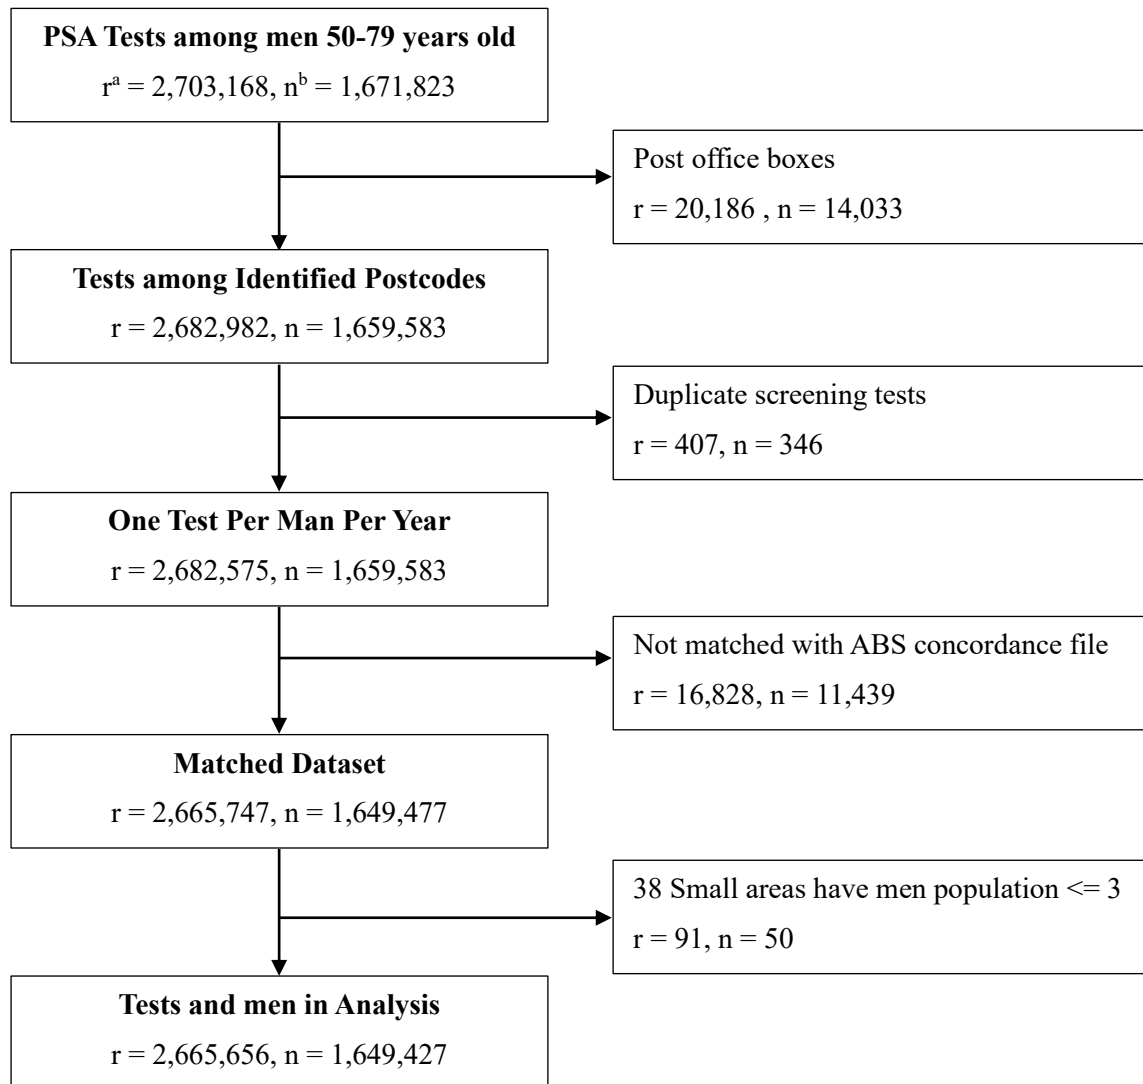 PSA Tests among men 50-79 years old
rᵃ = 2,703,168, nᵇ = 1,671,823
Post office boxes
r = 20,186 , n = 14,033
Tests among Identified Postcodes
r = 2,682,982, n = 1,659,583
Duplicate screening tests
r = 407, n = 346
One Test Per Man Per Year
r = 2,682,575, n = 1,659,583
Not matched with ABS concordance file
r = 16,828, n = 11,439
Matched Dataset
r = 2,665,747, n = 1,649,477
38 Small areas have men population <= 3
r = 91, n = 50
Tests and men in Analysis
r = 2,665,656, n = 1,649,427